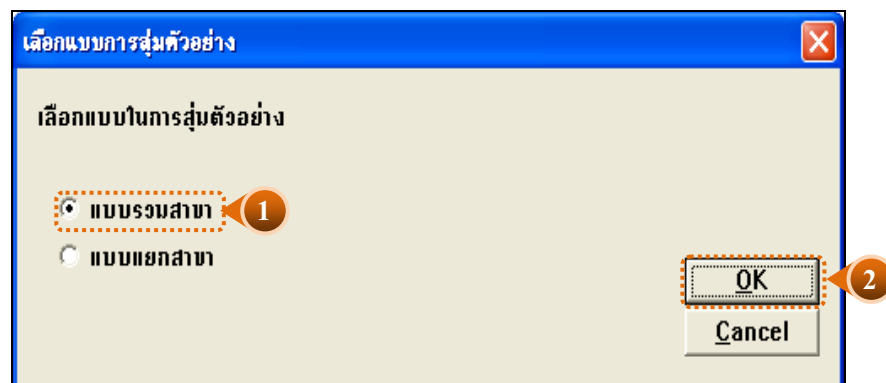 เลือกแบบการสุ่มตัวอย่าง
เลือกแบบในการสุ่มตัวอย่าง
แบบรวมสาขา 1
แบบแยกสาขา
OK 2
Cancel